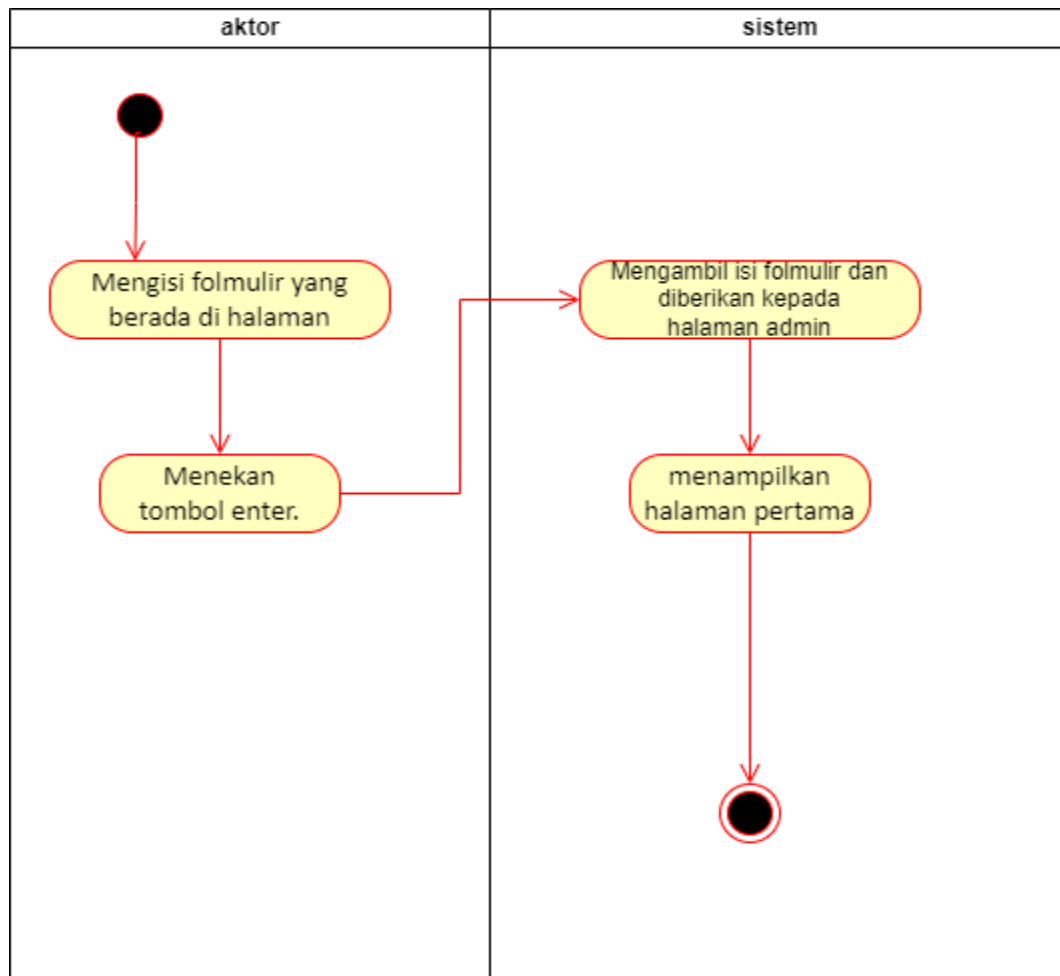 aktor
sistem
Mengisi folmulir yang
berada di halaman
Mengambil isi folmulir dan
diberikan kepada
halaman admin
Menekan
tombol enter.
menampilkan
halaman pertama